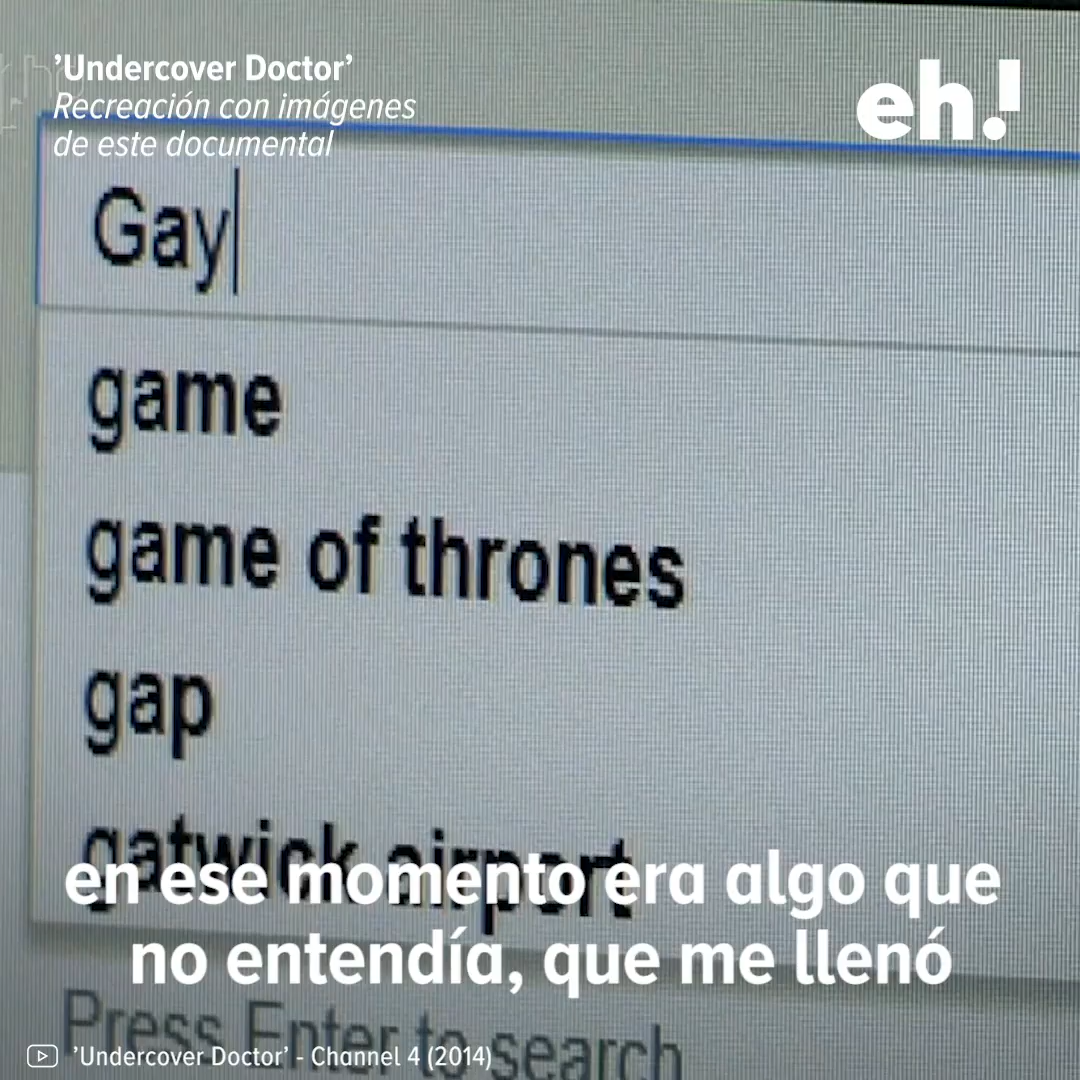 'Undercover Doctor'
Recreación con imágenes
de este documental
eh!
Gay
game
game of thrones
gap
gatwick airport
en ese momento era algo que
no entendía, que me llenó
Press Enter to search
'Undercover Doctor' - Channel 4 (2014)